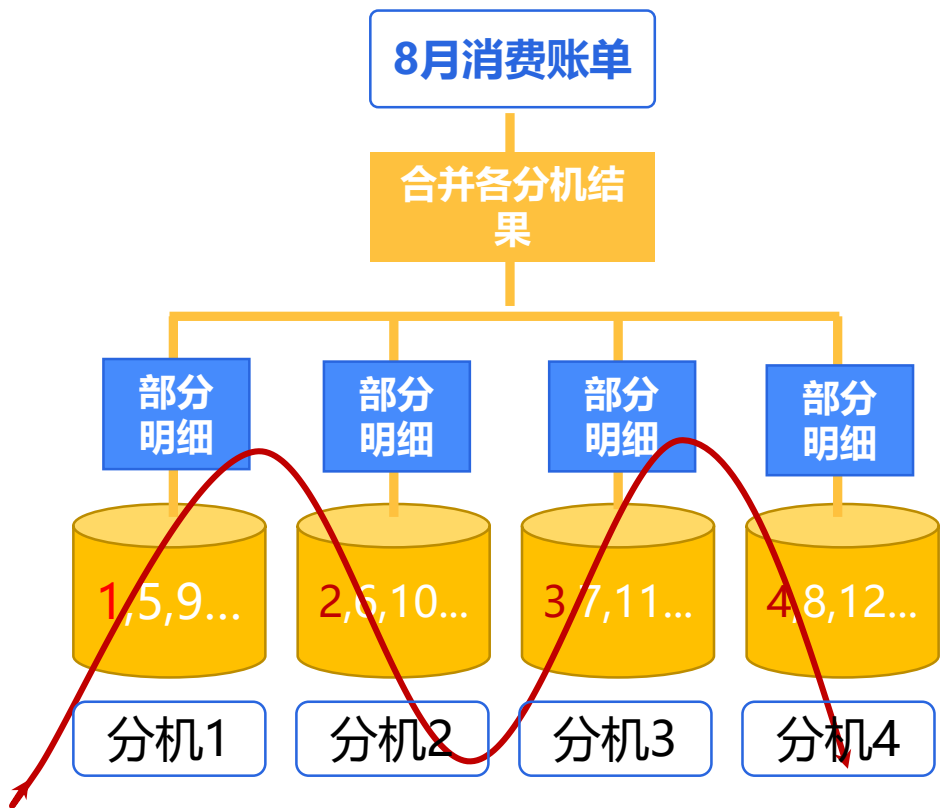 8月消费账单
合并各分机结
果
部分
明细
部分
明细
部分
明细
部分
明细
1,5,9...
2,6,10...
3,7,11...
4,8,12...
分机1
分机2
分机3
分机4